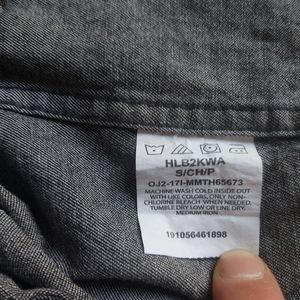 HLB2KWA
S/CH/P
OJ2-17I-MMTH65673
MACHINE WASH COLD INSIDE OUT
WITH LIKE COLORS, ONLY NON-
CHLORINE BLEACH WHEN NEEDED,
TUMBLE DRY LOW OR LINE DRY.
MEDIUM IRON
191056461898